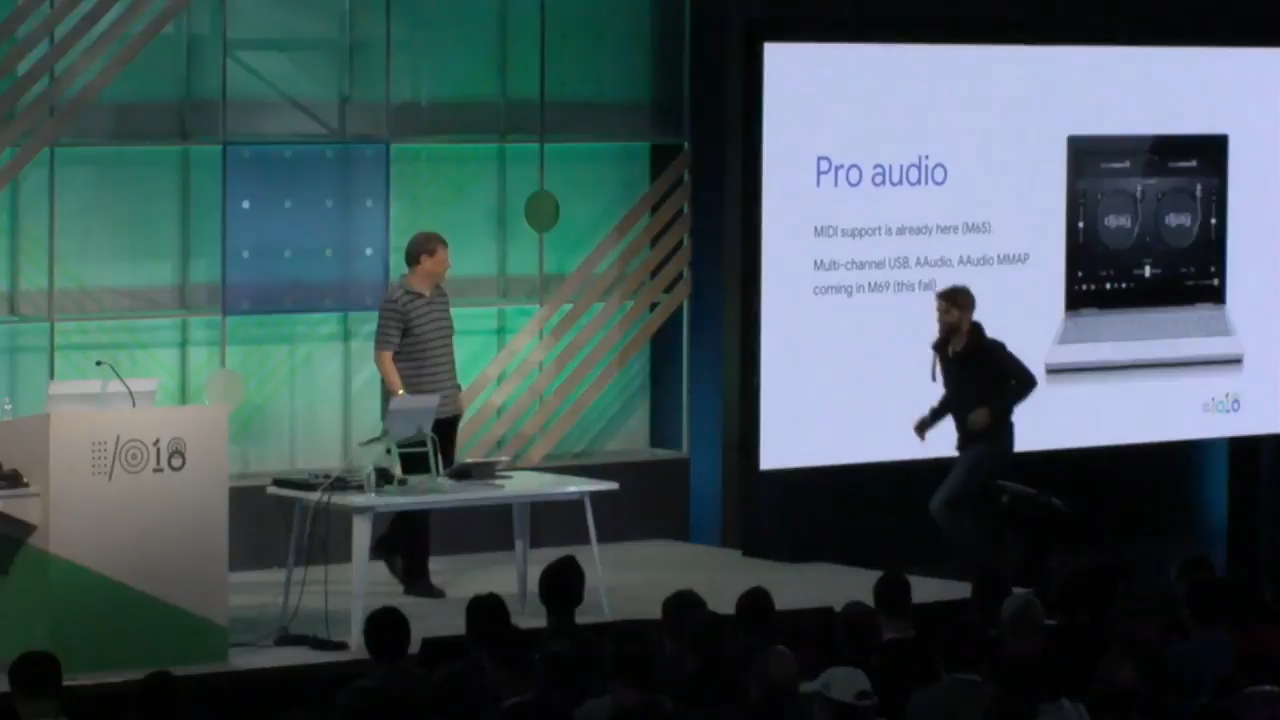 Pro audio
MIDI support is already here (M65).
Multi-channel USB, AAudio, AAudio MMAP
coming in M69 (this fall)
#io18
I/O18